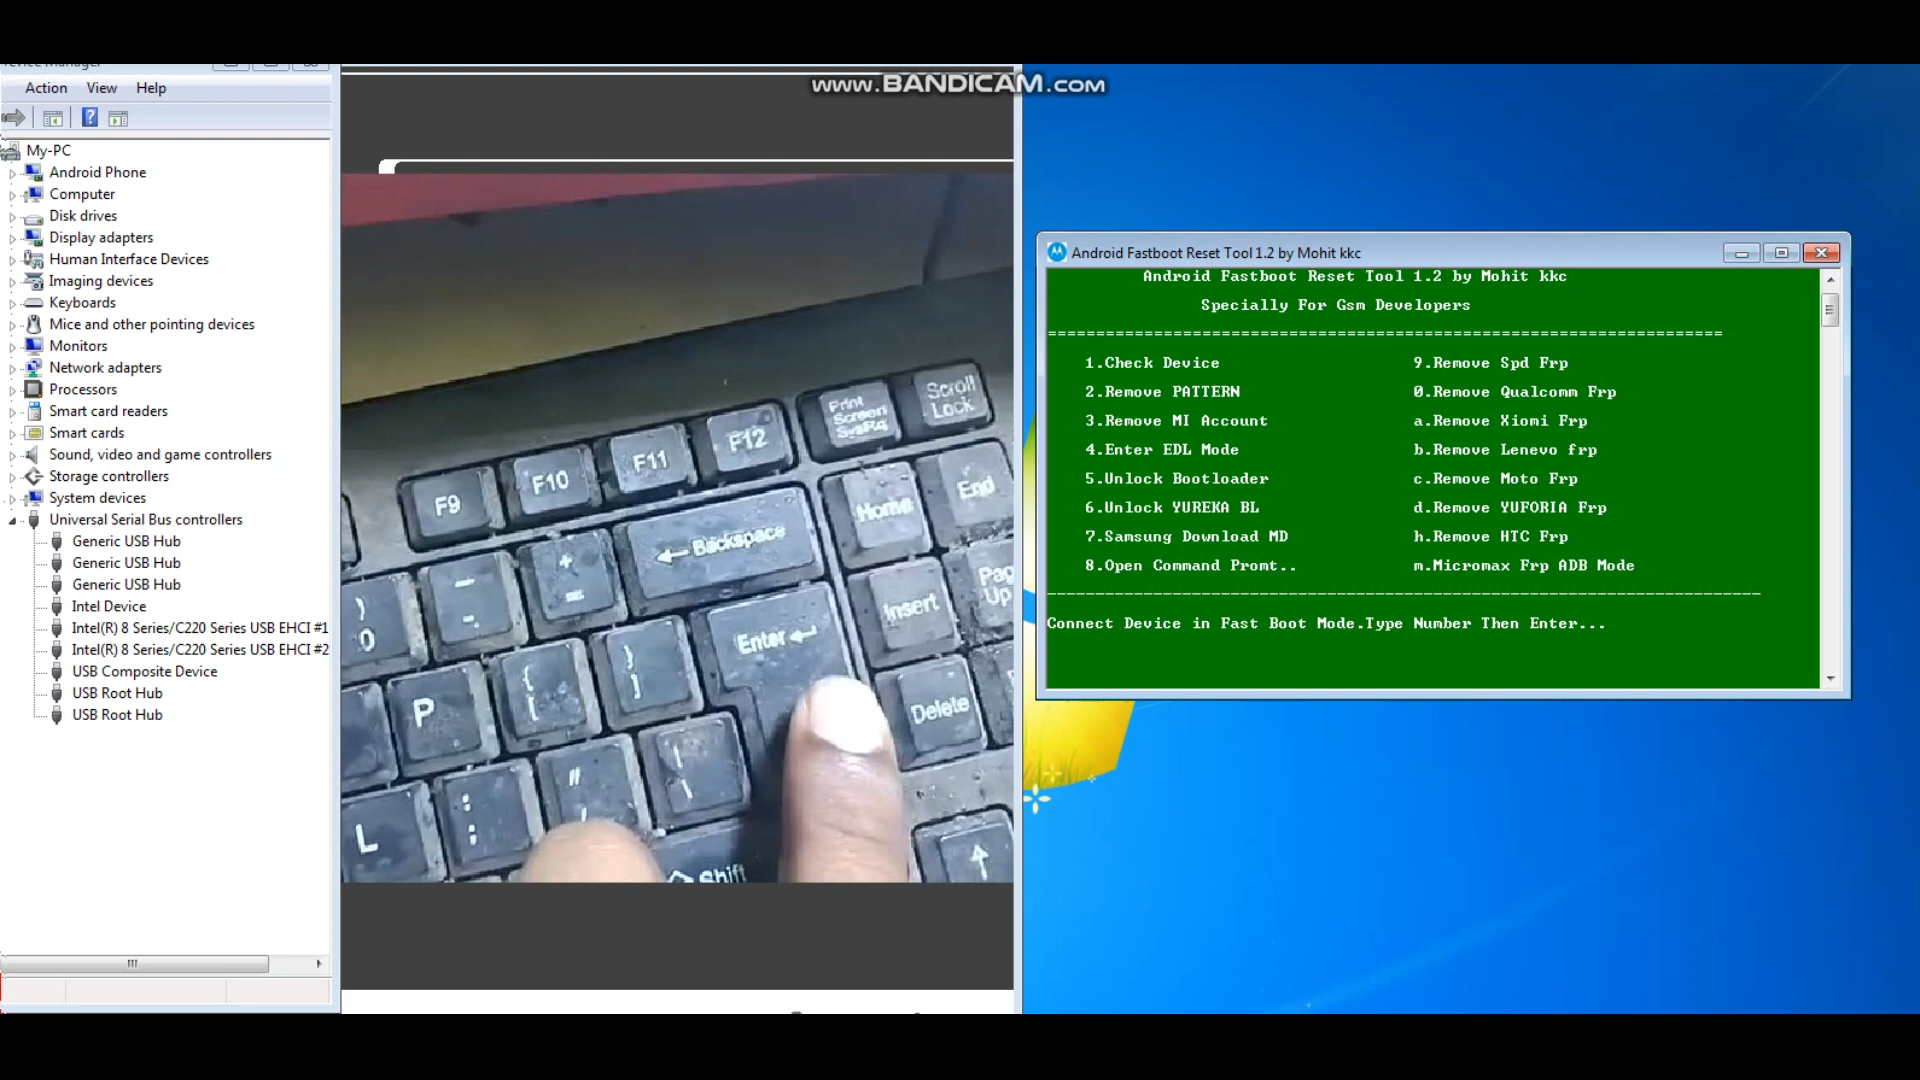 www.BANDICAM.com
Action View Help
My-PC
Android Phone
Computer
Disk drives
Display adapters
Human Interface Devices
Imaging devices
Keyboards
Mice and other pointing devices
Monitors
Network adapters
Processors
Smart card readers
Smart cards
Sound, video and game controllers
Storage controllers
System devices
Universal Serial Bus controllers
Generic USB Hub
Generic USB Hub
Generic USB Hub
Intel Device
Intel(R) 8 Series/C220 Series USB EHCI #1
Intel(R) 8 Series/C220 Series USB EHCI #2
USB Composite Device
USB Root Hub
USB Root Hub
Print Screen SysRq
Scroll Lock
F9 F10 F11 F12
Backspace
Home
End
) 0
- -
+ =
Enter
Insert
Pag Up
P
{ [
} ]
Delete
L
: ;
" '
| \
Shift
Android Fastboot Reset Tool 1.2 by Mohit kkc
Android Fastboot Reset Tool 1.2 by Mohit kkc
Specially For Gsm Developers
1.Check Device 9.Remove Spd Frp
2.Remove PATTERN 0.Remove Qualcomm Frp
3.Remove MI Account a.Remove Xiomi Frp
4.Enter EDL Mode b.Remove Lenevo frp
5.Unlock Bootloader c.Remove Moto Frp
6.Unlock YUREKA BL d.Remove YUFORIA Frp
7.Samsung Download MD h.Remove HTC Frp
8.Open Command Promt.. m.Micromax Frp ADB Mode
Connect Device in Fast Boot Mode.Type Number Then Enter...